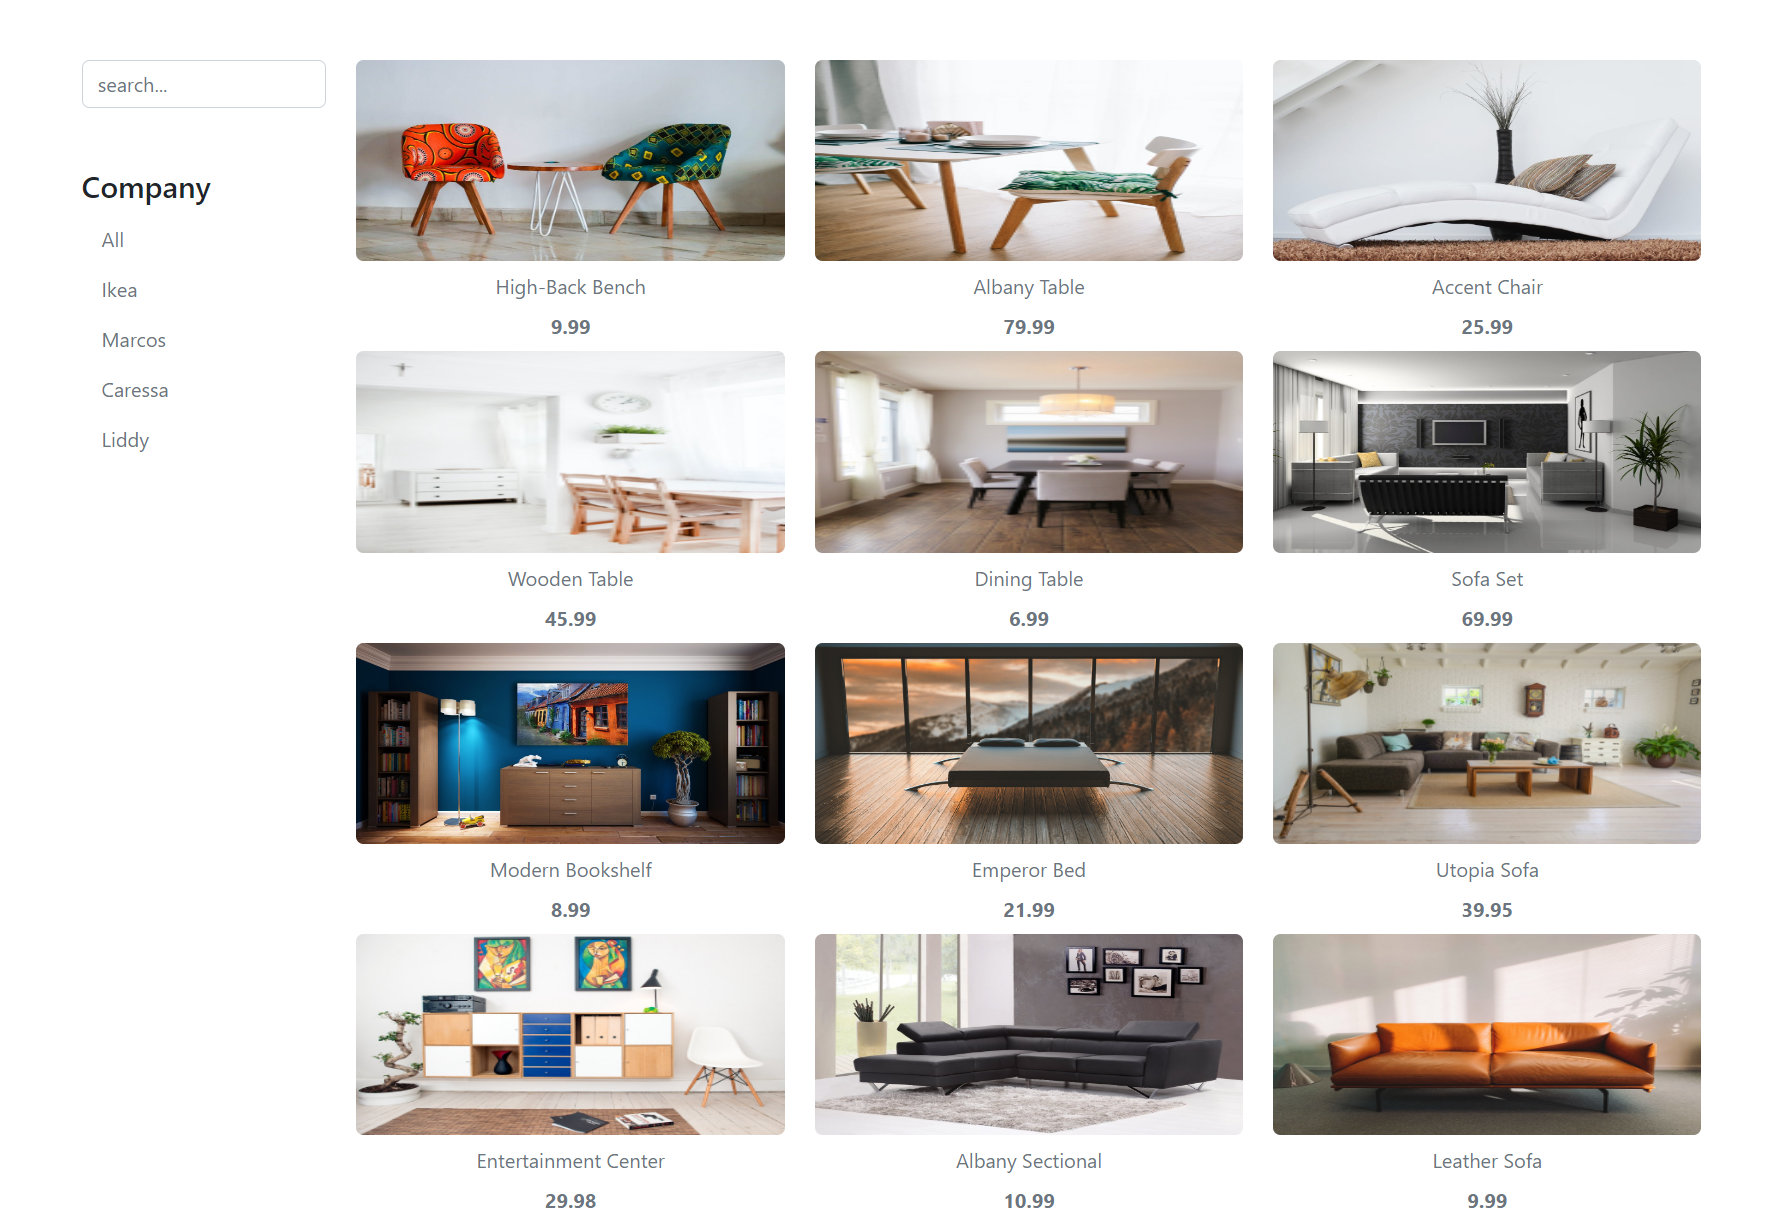 search...
Company
All
Ikea
Marcos
Caressa
Liddy
High-Back Bench
9.99
Albany Table
79.99
Accent Chair
25.99
Wooden Table
45.99
Dining Table
6.99
Sofa Set
69.99
Modern Bookshelf
8.99
Emperor Bed
21.99
Utopia Sofa
39.95
Entertainment Center
29.98
Albany Sectional
10.99
Leather Sofa
9.99